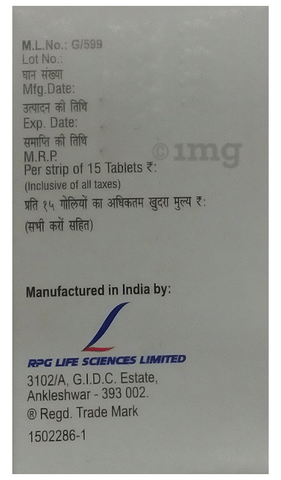 M.L.No.: G/599
Lot No.:
घान संख्या
Mfg.Date:
उत्पादन की तिथि
Exp. Date:
समाप्ति की तिथि
M.R.P.
Per strip of 15 Tablets ₹:
(Inclusive of all taxes)
प्रति १५ गोलियों का अधिकतम खुदरा मुल्य ₹:
(सभी करों सहित)
1mg
Manufactured in India by:
RPG LIFE SCIENCES LIMITED
3102/A, G.I.D.C. Estate,
Ankleshwar - 393 002.
® Regd. Trade Mark
1502286-1